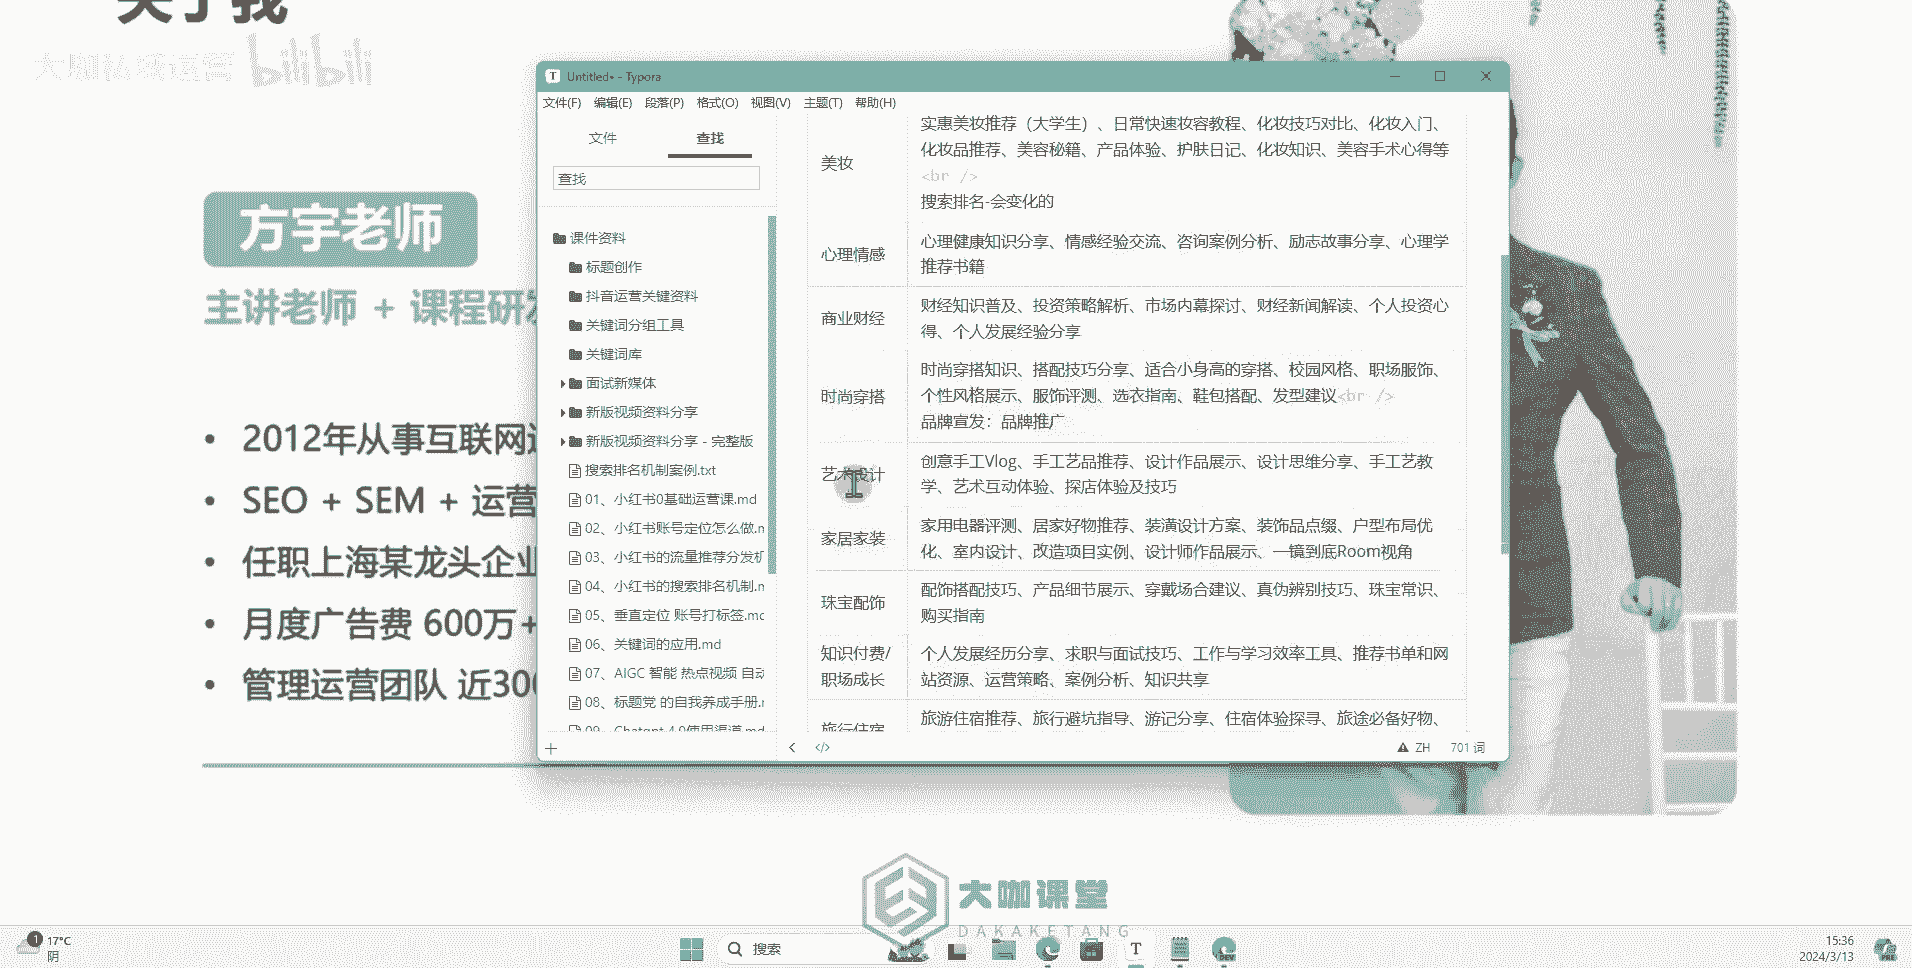 关于我
大咖私域运营 bilibili
方宇老师
主讲老师 + 课程研发
2012年从事互联网
SEO + SEM + 运营
任职上海某龙头企业
月度广告费 600万+
管理运营团队 近300
Untitled• - Typora
文件(F) 编辑(E) 段落(P) 格式(O) 视图(V) 主题(T) 帮助(H)
文件 查找
查找
课件资料
标题创作
抖音运营关键资料
关键词分组工具
关键词库
面试新媒体
新版视频资料分享
新版视频资料分享 - 完整版
搜索排名机制案例.txt
01、小红书0基础运营课.md
02、小红书账号定位怎么做.m
03、小红书的流量推荐分发机
04、小红书的搜索排名机制.m
05、垂直定位 账号打标签.mc
06、关键词的应用.md
07、AIGC 智能 热点视频 自动
08、标题党 的自我养成手册.r
09、Chatgpt 4.0使用渠道.md
美妆
实惠美妆推荐（大学生）、日常快速妆容教程、化妆技巧对比、化妆入门、
化妆品推荐、美容秘籍、产品体验、护肤日记、化妆知识、美容手术心得等
<br />
搜索排名-会变化的
心理情感
心理健康知识分享、情感经验交流、咨询案例分析、励志故事分享、心理学
推荐书籍
商业财经
财经知识普及、投资策略解析、市场内幕探讨、财经新闻解读、个人投资心
得、个人发展经验分享
时尚穿搭
时尚穿搭知识、搭配技巧分享、适合小身高的穿搭、校园风格、职场服饰、
个性风格展示、服饰评测、选衣指南、鞋包搭配、发型建议<br />
品牌宣发：品牌推广
艺术设计
创意手工Vlog、手工艺品推荐、设计作品展示、设计思维分享、手工艺教
学、艺术互动体验、探店体验及技巧
家居家装
家用电器评测、居家好物推荐、装潢设计方案、装饰品点缀、户型布局优
化、室内设计、改造项目实例、设计师作品展示、一镜到底Room视角
珠宝配饰
配饰搭配技巧、产品细节展示、穿戴场合建议、真伪辨别技巧、珠宝常识、
购买指南
知识付费/
职场成长
个人发展经历分享、求职与面试技巧、工作与学习效率工具、推荐书单和网
站资源、运营策略、案例分析、知识共享
旅行住宿
旅游住宿推荐、旅行避坑指导、游记分享、住宿体验探寻、旅途必备好物、
</> ZH 701 词
大咖课堂
DAKAKETANG
1 17°C
阴
搜索
T
DEV
15:36
2024/3/13
PRE